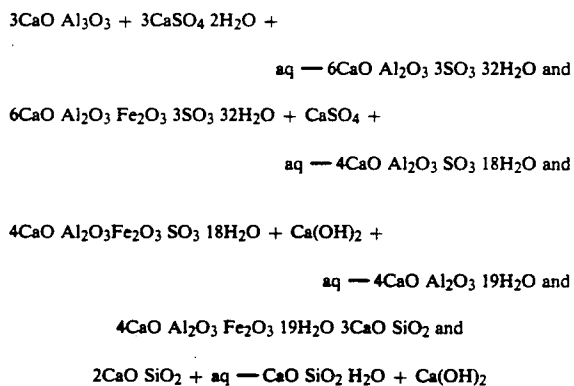 3CaO Al₃O₃ + 3CaSO₄ 2H₂O +
aq — 6CaO Al₂O₃ 3SO₃ 32H₂O and
6CaO Al₂O₃ Fe₂O₃ 3SO₃ 32H₂O + CaSO₄ +
aq — 4CaO Al₂O₃ SO₃ 18H₂O and
4CaO Al₂O₃Fe₂O₃ SO₃ 18H₂O + Ca(OH)₂ +
aq — 4CaO Al₂O₃ 19H₂O and
4CaO Al₂O₃ Fe₂O₃ 19H₂O 3CaO SiO₂ and
2CaO SiO₂ + aq — CaO SiO₂ H₂O + Ca(OH)₂